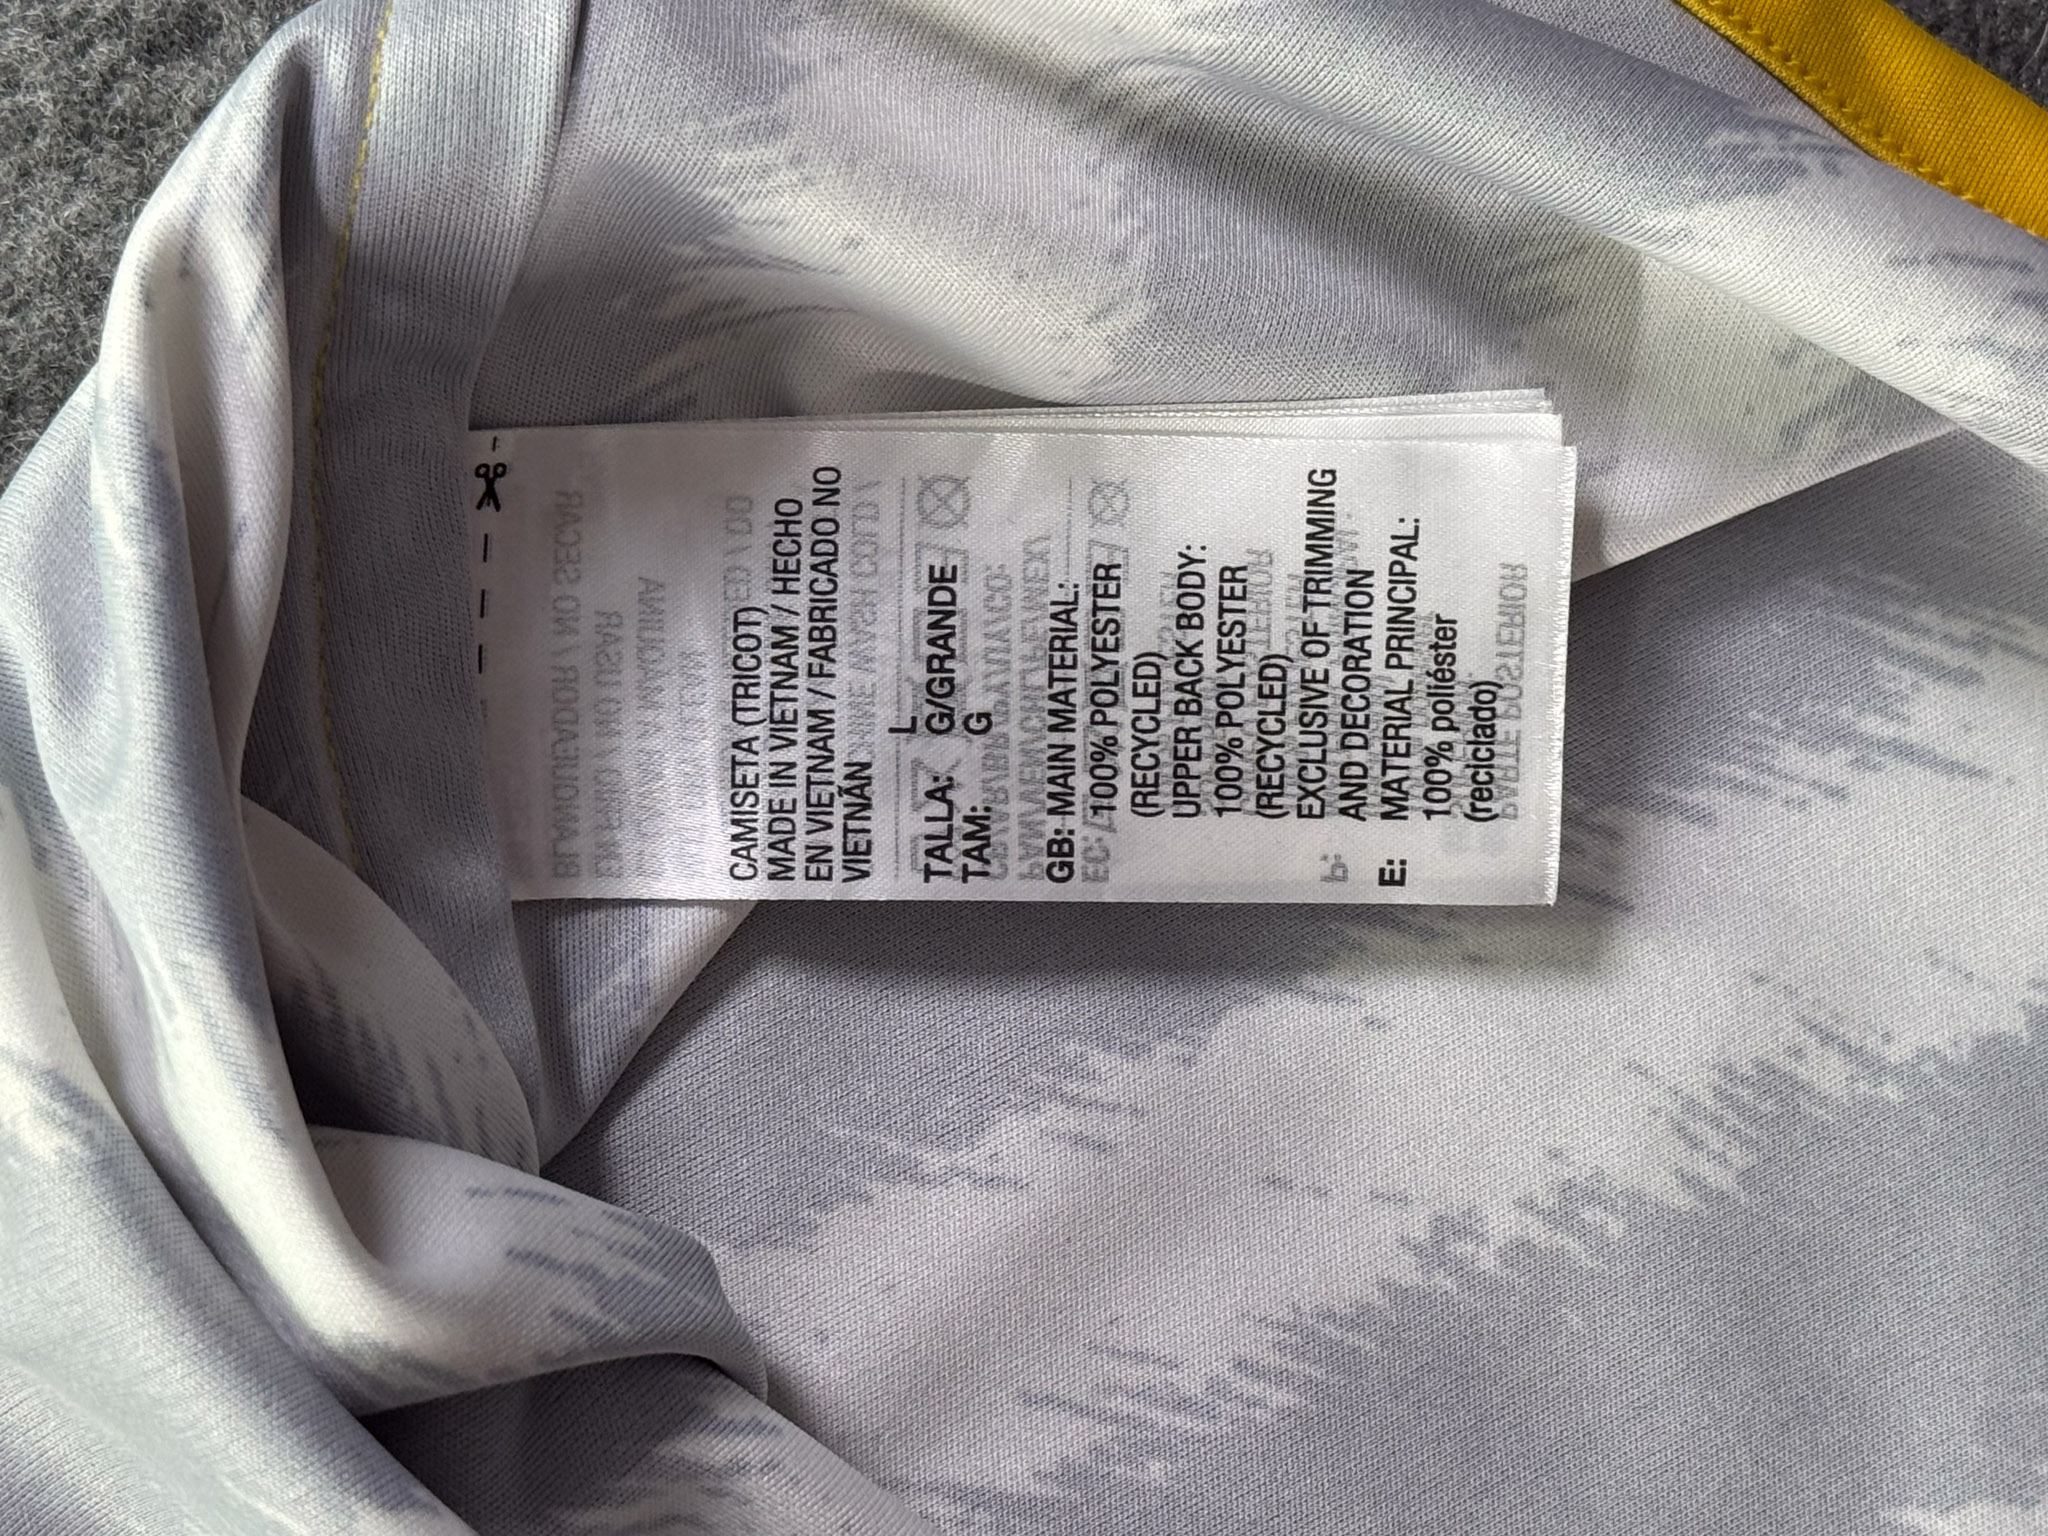 CAMISETA (TRICOT)
MADE IN VIETNAM / HECHO
EN VIETNAM / FABRICADO NO
VIETNÃN
L
TALLA: G/GRANDE
TAM: G
GB: MAIN MATERIAL:
100% POLYESTER
(RECYCLED)
UPPER BACK BODY:
100% POLYESTER
(RECYCLED)
EXCLUSIVE OF TRIMMING
AND DECORATION
E: MATERIAL PRINCIPAL:
100% poliéster
(reciclado)